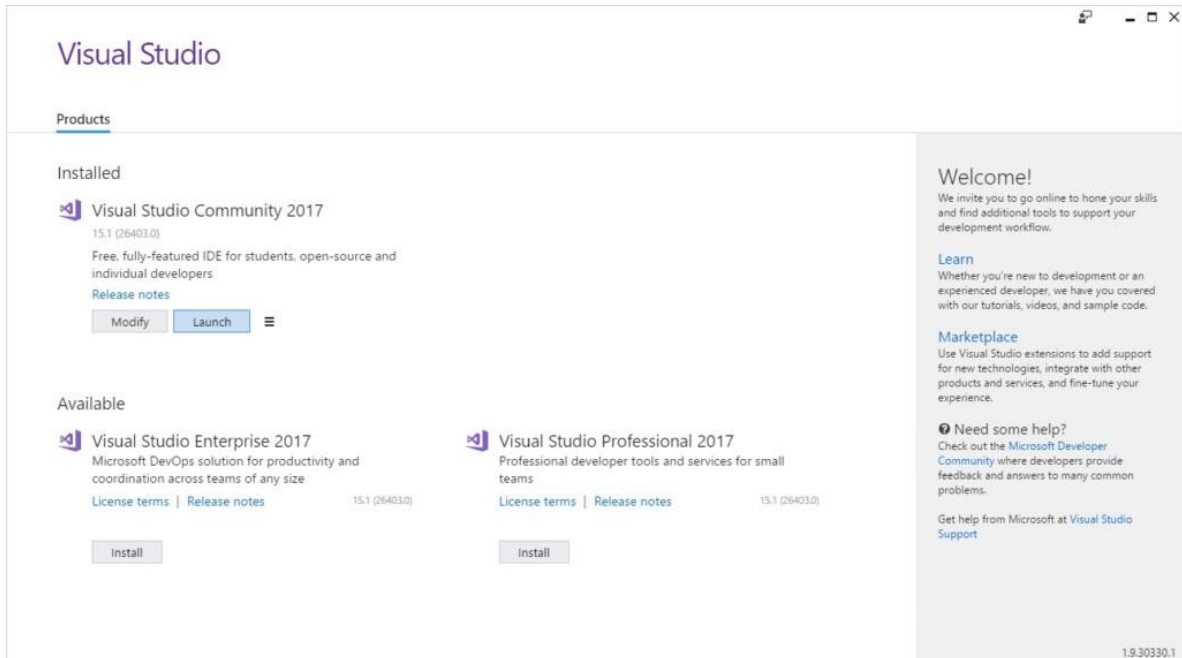 Visual Studio
Products
Installed
Visual Studio Community 2017
15.1 (26403.0)
Free, fully-featured IDE for students, open-source and
individual developers
Release notes
Modify
Launch
Available
Visual Studio Enterprise 2017
Microsoft DevOps solution for productivity and
coordination across teams of any size
License terms | Release notes
15.1 (26403.0)
Install
Visual Studio Professional 2017
Professional developer tools and services for small
teams
License terms | Release notes
15.1 (26403.0)
Install
Welcome!
We invite you to go online to hone your skills
and find additional tools to support your
development workflow.
Learn
Whether you're new to development or an
experienced developer, we have you covered
with our tutorials, videos, and sample code.
Marketplace
Use Visual Studio extensions to add support
for new technologies, integrate with other
products and services, and fine-tune your
experience.
Need some help?
Check out the Microsoft Developer
Community where developers provide
feedback and answers to many common
problems.
Get help from Microsoft at Visual Studio
Support
1.9.30330.1